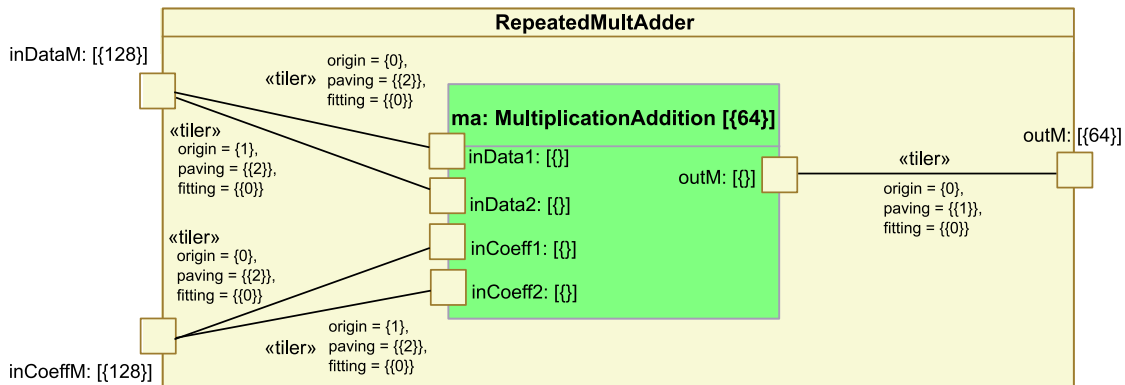 RepeatedMultAdder
inDataM: [{128}]
«tiler»
origin = {0},
paving = {{2}},
fitting = {{0}}
ma: MultiplicationAddition [{64}]
«tiler»
origin = {1},
paving = {{2}},
fitting = {{0}}
inData1: [{}]
inData2: [{}]
outM: [{}]
«tiler»
origin = {0},
paving = {{1}},
fitting = {{0}}
outM: [{64}]
«tiler»
origin = {0},
paving = {{2}},
fitting = {{0}}
inCoeff1: [{}]
inCoeff2: [{}]
«tiler»
origin = {1},
paving = {{2}},
fitting = {{0}}
inCoeffM: [{128}]